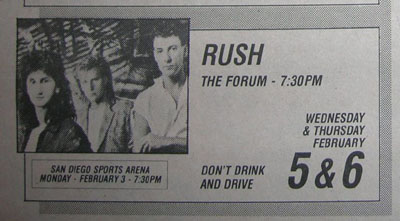 RUSH
THE FORUM - 7:30PM
WEDNESDAY
& THURSDAY
FEBRUARY
5 & 6
DON'T DRINK
AND DRIVE
SAN DIEGO SPORTS ARENA
MONDAY - FEBRUARY 3 - 7:30PM